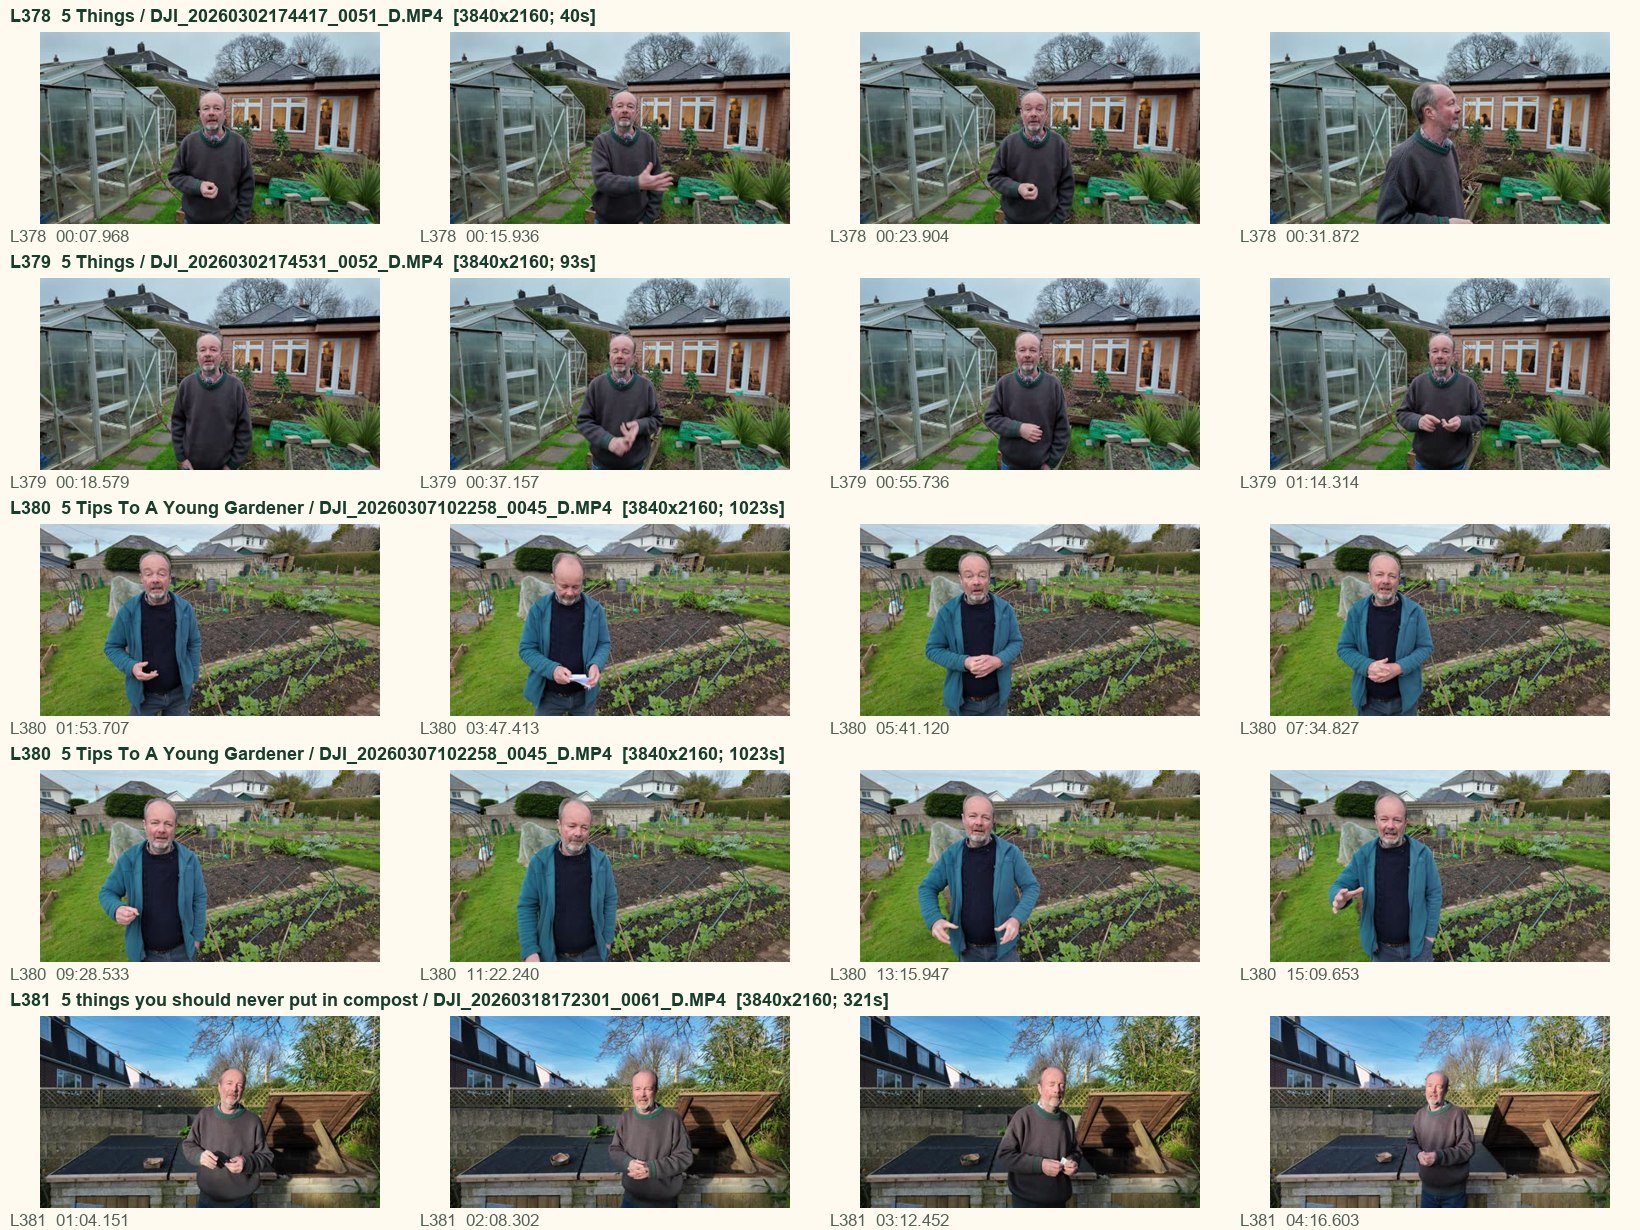 L378 5 Things / DJI_20260302174417_0051_D.MP4 [3840x2160; 40s]
L378 00:07.968
L378 00:15.936
L378 00:23.904
L378 00:31.872
L379 5 Things / DJI_20260302174531_0052_D.MP4 [3840x2160; 93s]
L379 00:18.579
L379 00:37.157
L379 00:55.736
L379 01:14.314
L380 5 Tips To A Young Gardener / DJI_20260307102258_0045_D.MP4 [3840x2160; 1023s]
L380 01:53.707
L380 03:47.413
L380 05:41.120
L380 07:34.827
L380 5 Tips To A Young Gardener / DJI_20260307102258_0045_D.MP4 [3840x2160; 1023s]
L380 09:28.533
L380 11:22.240
L380 13:15.947
L380 15:09.653
L381 5 things you should never put in compost / DJI_20260318172301_0061_D.MP4 [3840x2160; 321s]
L381 01:04.151
L381 02:08.302
L381 03:12.452
L381 04:16.603